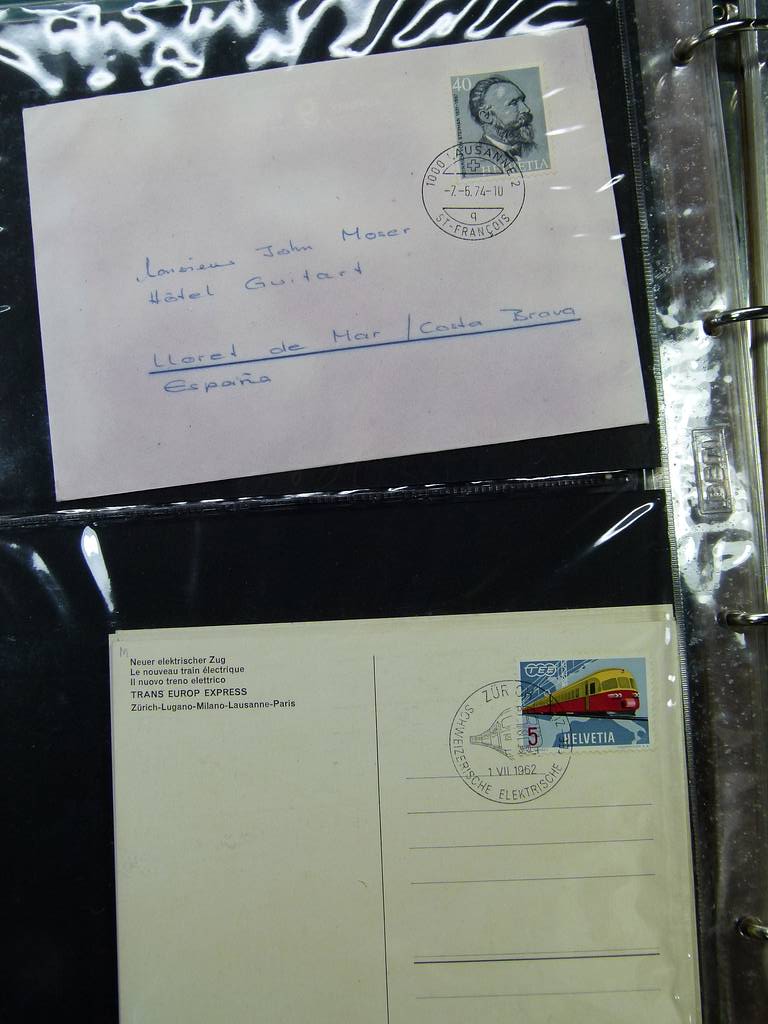 40
HELVETIA
1000 LAUSANNE 2
-7.-6.74-10
q
ST-FRANÇOIS
Monsieur John Moser
Hôtel Guitart
Lloret de Mar / Costa Brava
España
Neuer elektrischer Zug
Le nouveau train électrique
Il nuovo treno elettrico
TRANS EUROP EXPRESS
Zürich-Lugano-Milano-Lausanne-Paris
TEE
5 HELVETIA
SCHWEIZERISCHE ELEKTRISCHE
1 VII 1962